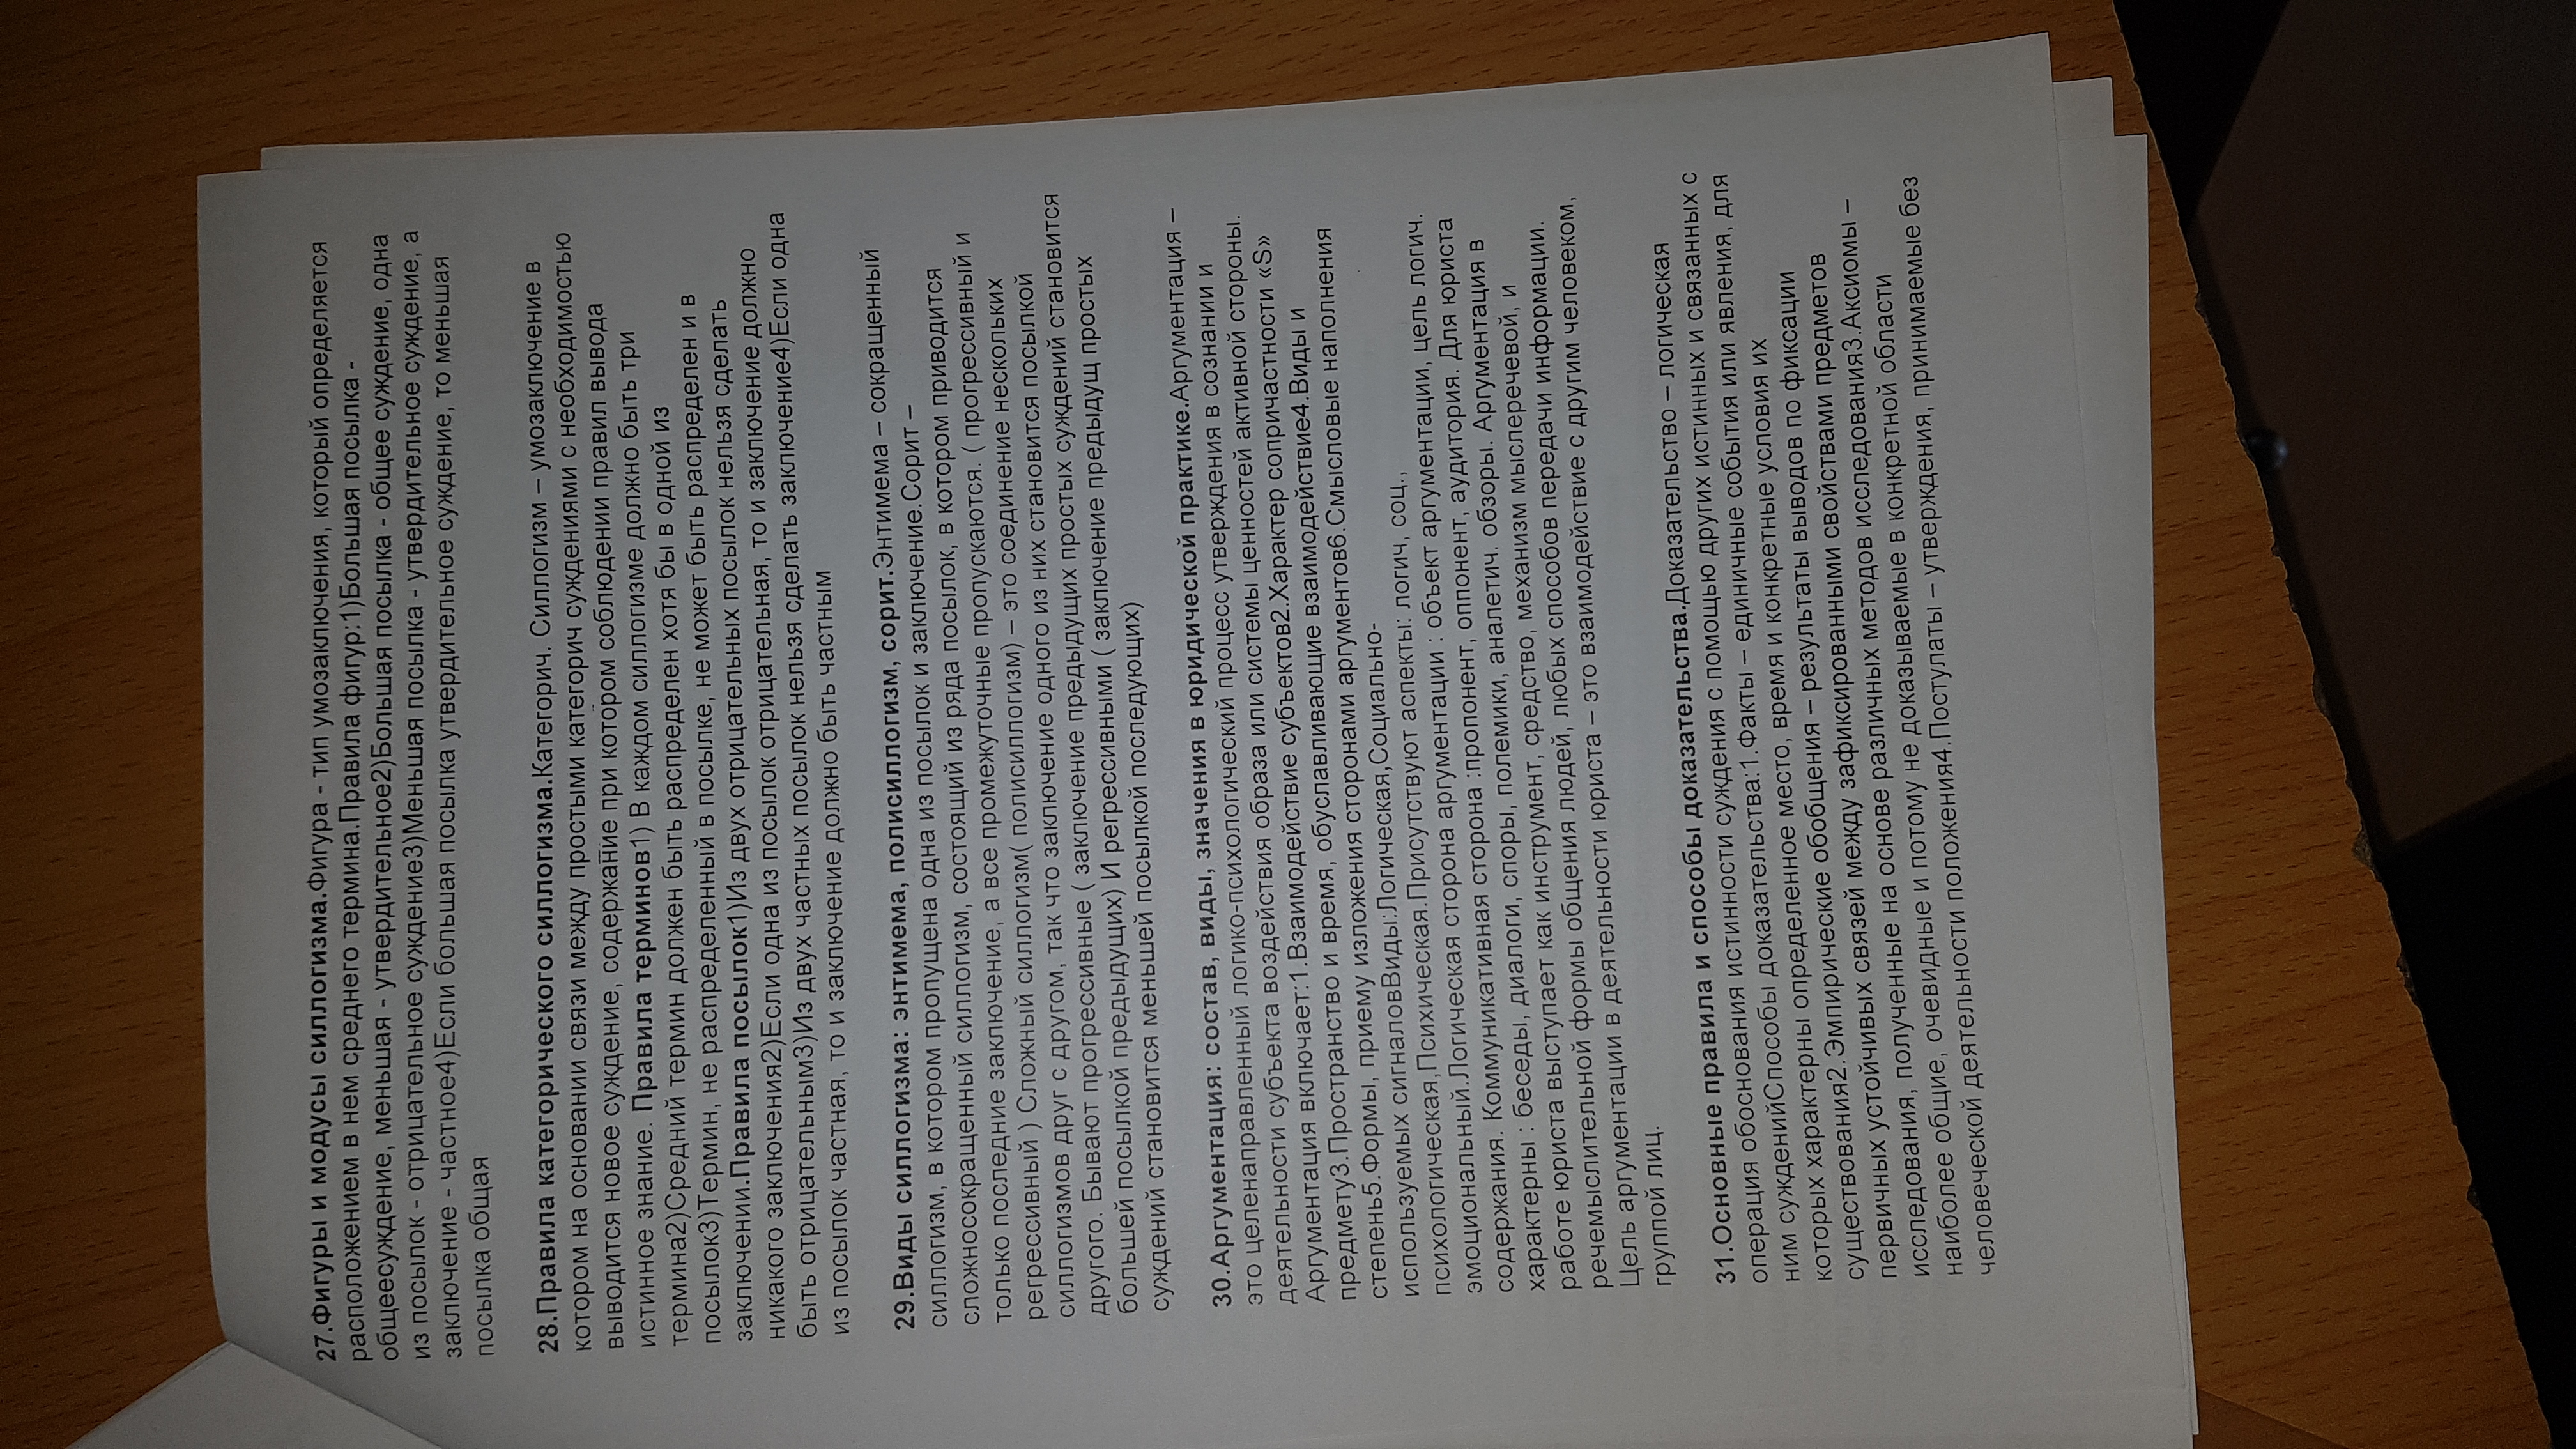 27.Фигуры и модусы силлогизма.Фигура - тип умозаключения, который определяется
расположением в нем среднего термина.Правила фигур:1)Большая посылка -
общеесуждение, меньшая - утвердительное2)Большая посылка - общее суждение, одна
из посылок - отрицательное суждение3)Меньшая посылка - утвердительное суждение, а
заключение - частное4)Если большая посылка утвердительное суждение, то меньшая
посылка общая
28.Правила категорического силлогизма.Категорич. Силлогизм – умозаключение в
котором на основании связи между простыми категорич суждениями с необходимостью
выводится новое суждение, содержание при котором соблюдении правил вывода
истинное знание. Правила терминов1) В каждом силлогизме должно быть три
термина2)Средний термин должен быть распределен хотя бы в одной из
посылок3)Термин, не распределенный в посылке, не может быть распределен и в
заключении.Правила посылок1)Из двух отрицательных посылок нельзя сделать
никакого заключения2)Если одна из посылок отрицательная, то и заключение должно
быть отрицательным3)Из двух частных посылок нельзя сделать заключение4)Если одна
из посылок частная, то и заключение должно быть частным
29.Виды силлогизма: энтимема, полисиллогизм, сорит.Энтимема – сокращенный
силлогизм, в котором пропущена одна из посылок и заключение.Сорит –
сложносокращенный силлогизм, состоящий из ряда посылок, в котором приводится
только последние заключение, а все промежуточные пропускаются. ( прогрессивный и
регрессивный ) Сложный силлогизм( полисиллогизм) – это соединение нескольких
силлогизмов друг с другом, так что заключение одного из них становится посылкой
другого. Бывают прогрессивные ( заключение предыдущих простых суждений становится
большей посылкой предыдущих) И регрессивными ( заключение предыдущ простых
суждений становится меньшей посылкой последующих)
30.Аргументация: состав, виды, значения в юридической практике.Аргументация –
это целенаправленный логико-психологический процесс утверждения в сознании и
деятельности субъекта воздействия образа или системы ценностей активной стороны.
Аргументация включает:1.Взаимодействие субъектов2.Характер сопричастности «S»
предмету3.Пространство и время, обуславливающие взаимодействие4.Виды и
степень5.Формы, приему изложения сторонами аргументов6.Смысловые наполнения
используемых сигналовВиды:Логическая,Социально-
психологическая,Психическая.Присутствуют аспекты: логич, соц.,
эмоциональный.Логическая сторона аргументации : объект аргументации, цель логич.
содержания. Коммуникативная сторона :пропонент, оппонент, аудитория. Для юриста
характерны : беседы, диалоги, споры, полемики, аналетич. обзоры. Аргументация в
работе юриста выступает как инструмент, средство, механизм мыслеречевой, и
речемыслительной формы общения людей, любых способов передачи информации.
Цель аргументации в деятельности юриста – это взаимодействие с другим человеком,
группой лиц.
31.Основные правила и способы доказательства.Доказательство – логическая
операция обоснования истинности суждения с помощью других истинных и связанных с
ним сужденийСпособы доказательства:1.Факты – единичные события или явления, для
которых характерны определенное место, время и конкретные условия их
существования2.Эмпирические обобщения – результаты выводов по фиксации
первичных устойчивых связей между зафиксированными свойствами предметов
исследования, полученные на основе различных методов исследования3.Аксиомы –
наиболее общие, очевидные и потому не доказываемые в конкретной области
человеческой деятельности положения4.Постулаты – утверждения, принимаемые без